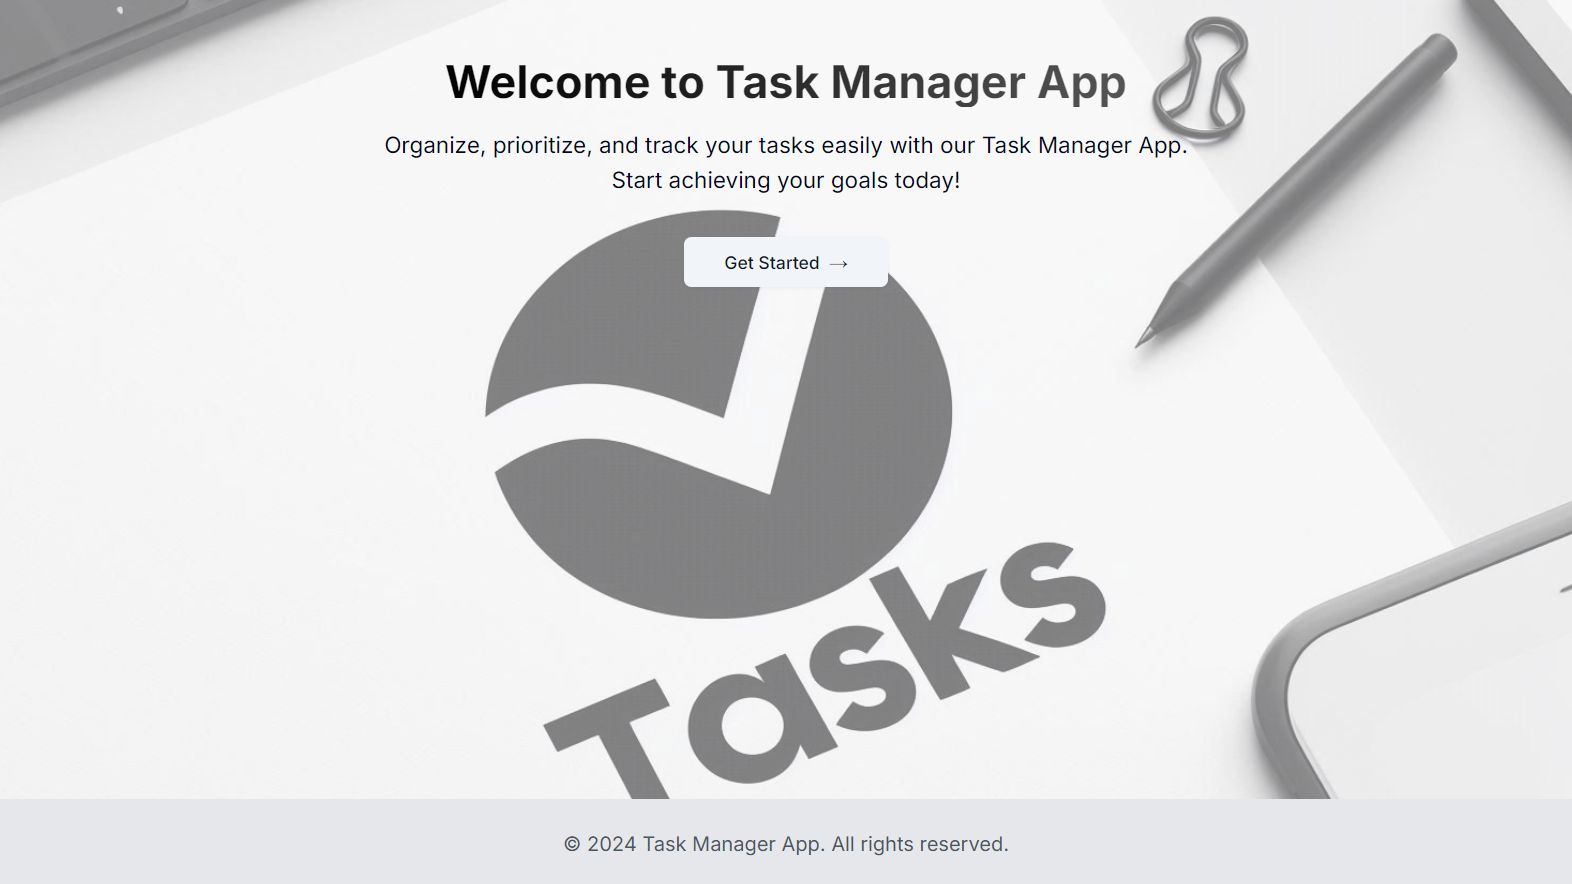 Welcome to Task Manager App
Organize, prioritize, and track your tasks easily with our Task Manager App.
Start achieving your goals today!
Get Started →
Tasks
© 2024 Task Manager App. All rights reserved.